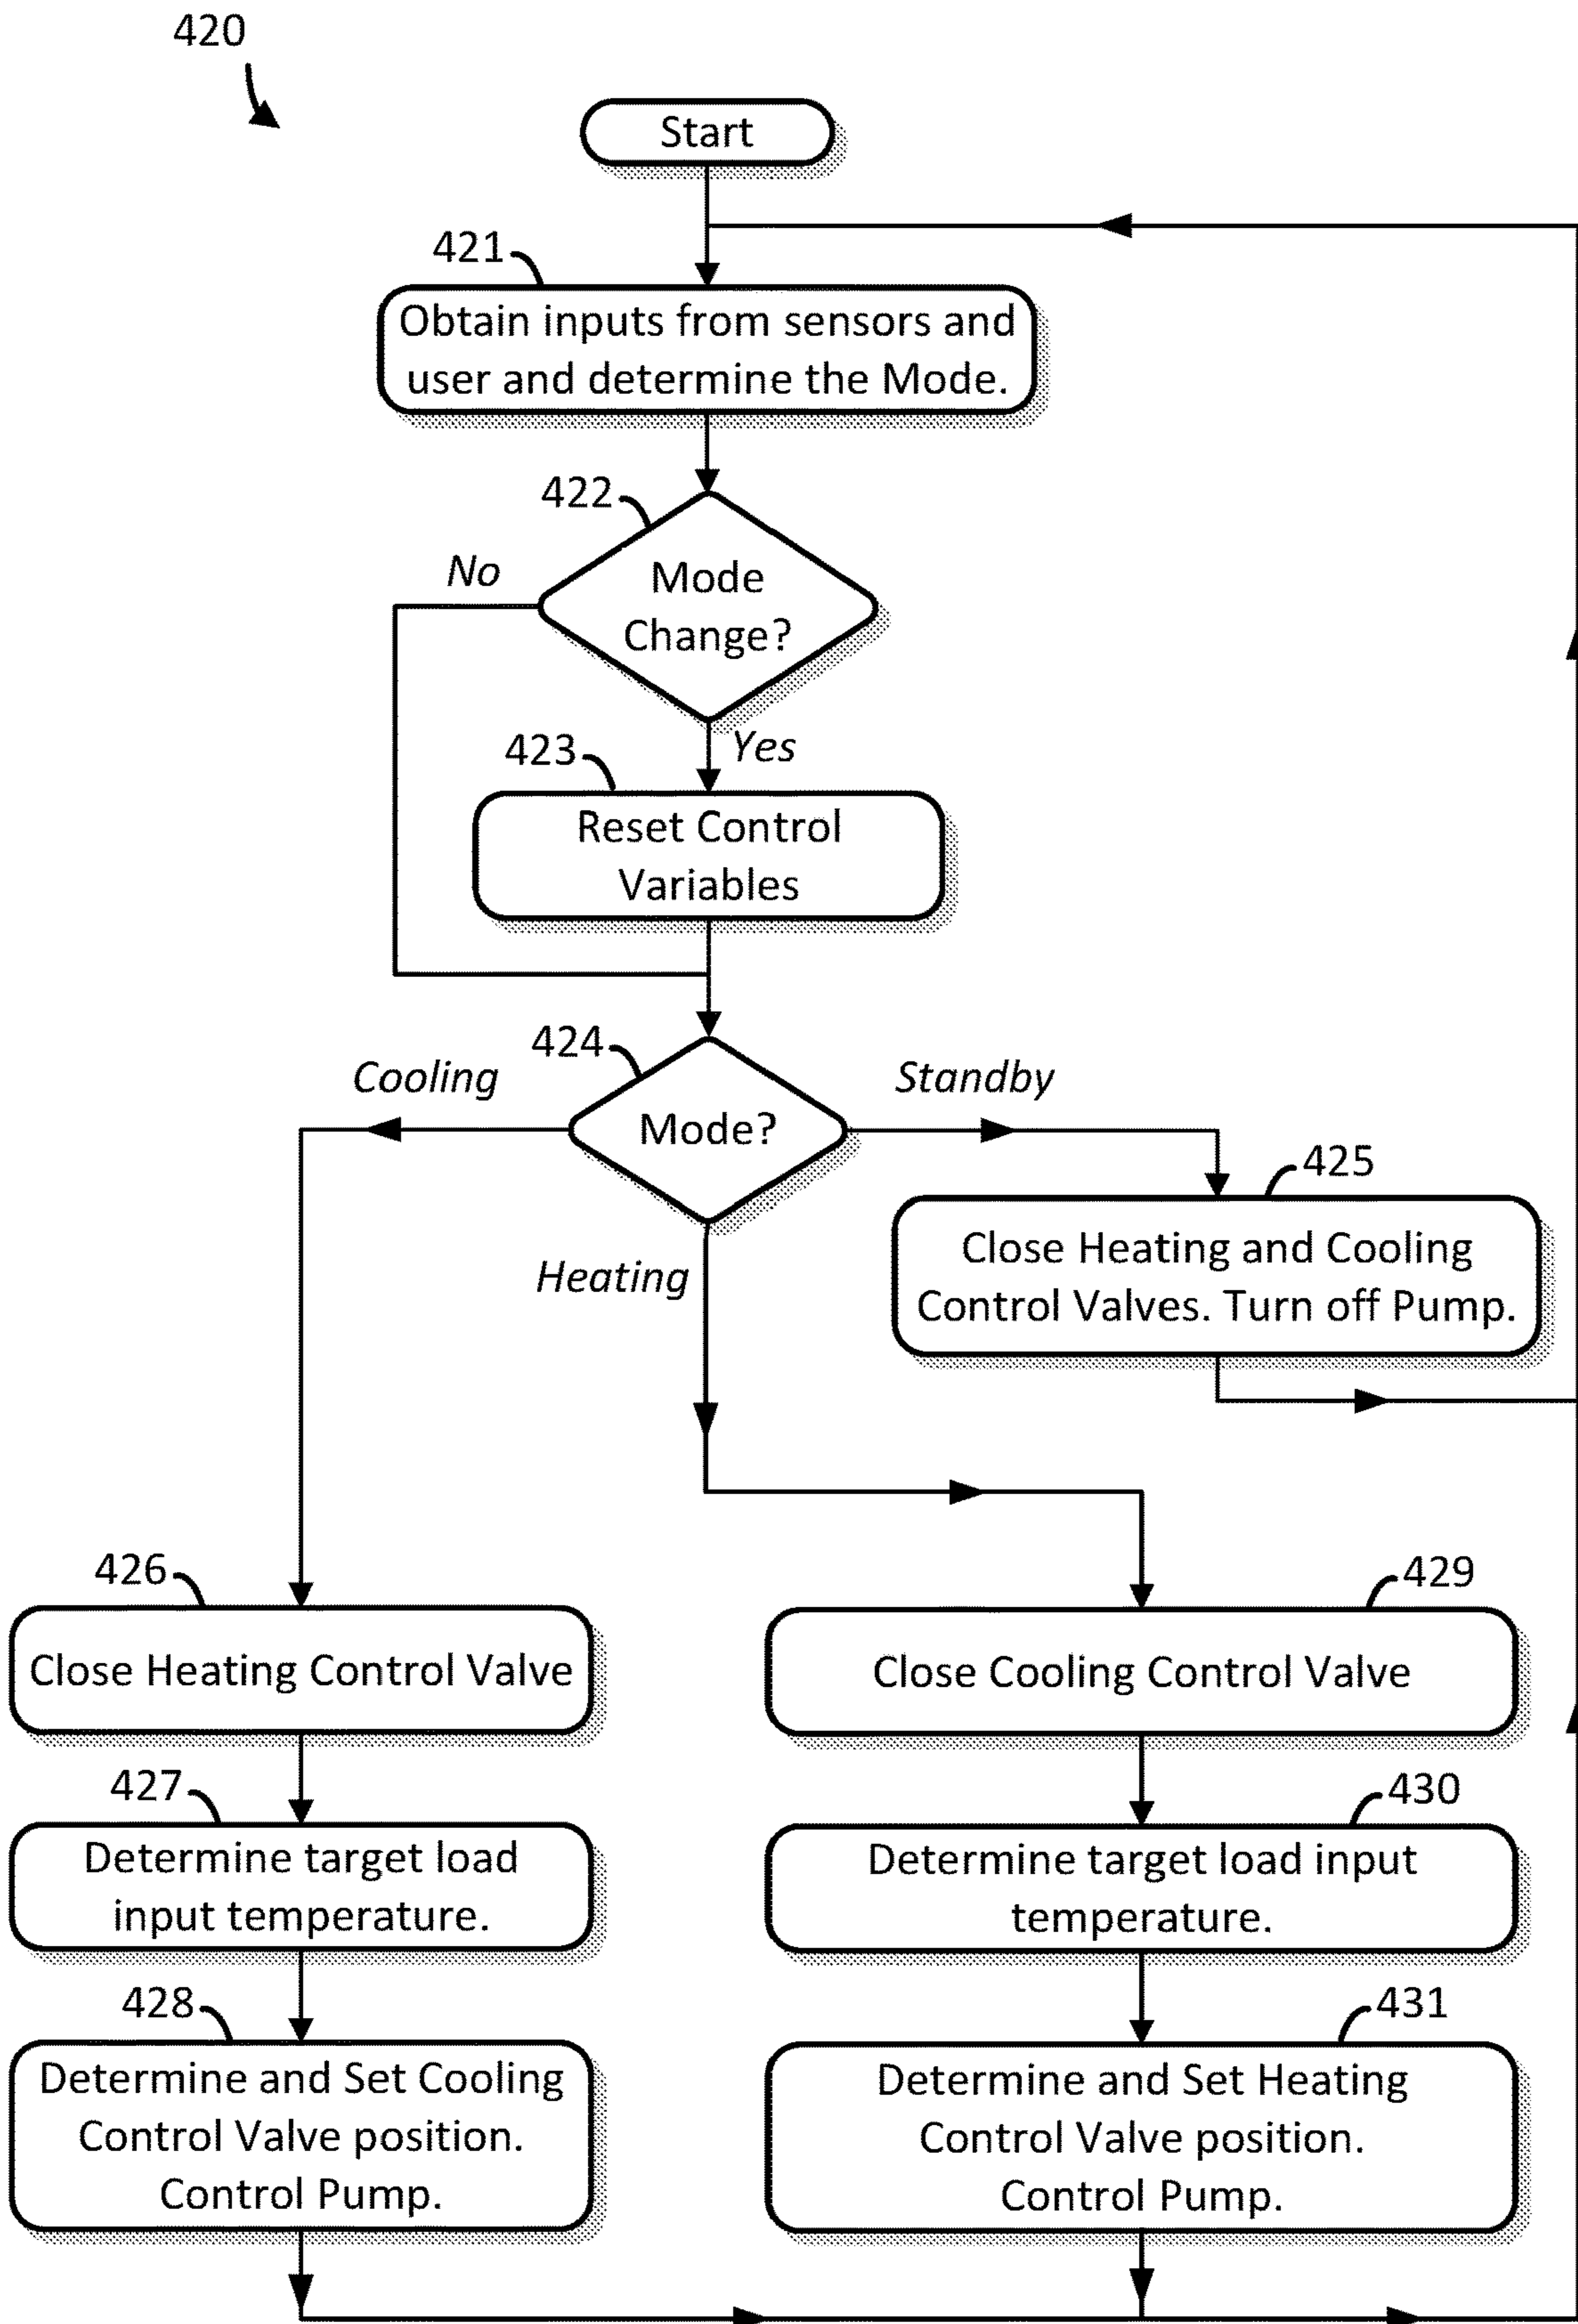 420
Start
421
Obtain inputs from sensors and
user and determine the Mode.
422
No
Mode
Change?
Yes
423
Reset Control
Variables
424
Cooling
Standby
Mode?
425
Heating
Close Heating and Cooling
Control Valves. Turn off Pump.
426
Close Heating Control Valve
427
Determine target load
input temperature.
428
Determine and Set Cooling
Control Valve position.
Control Pump.
429
Close Cooling Control Valve
430
Determine target load input
temperature.
431
Determine and Set Heating
Control Valve position.
Control Pump.